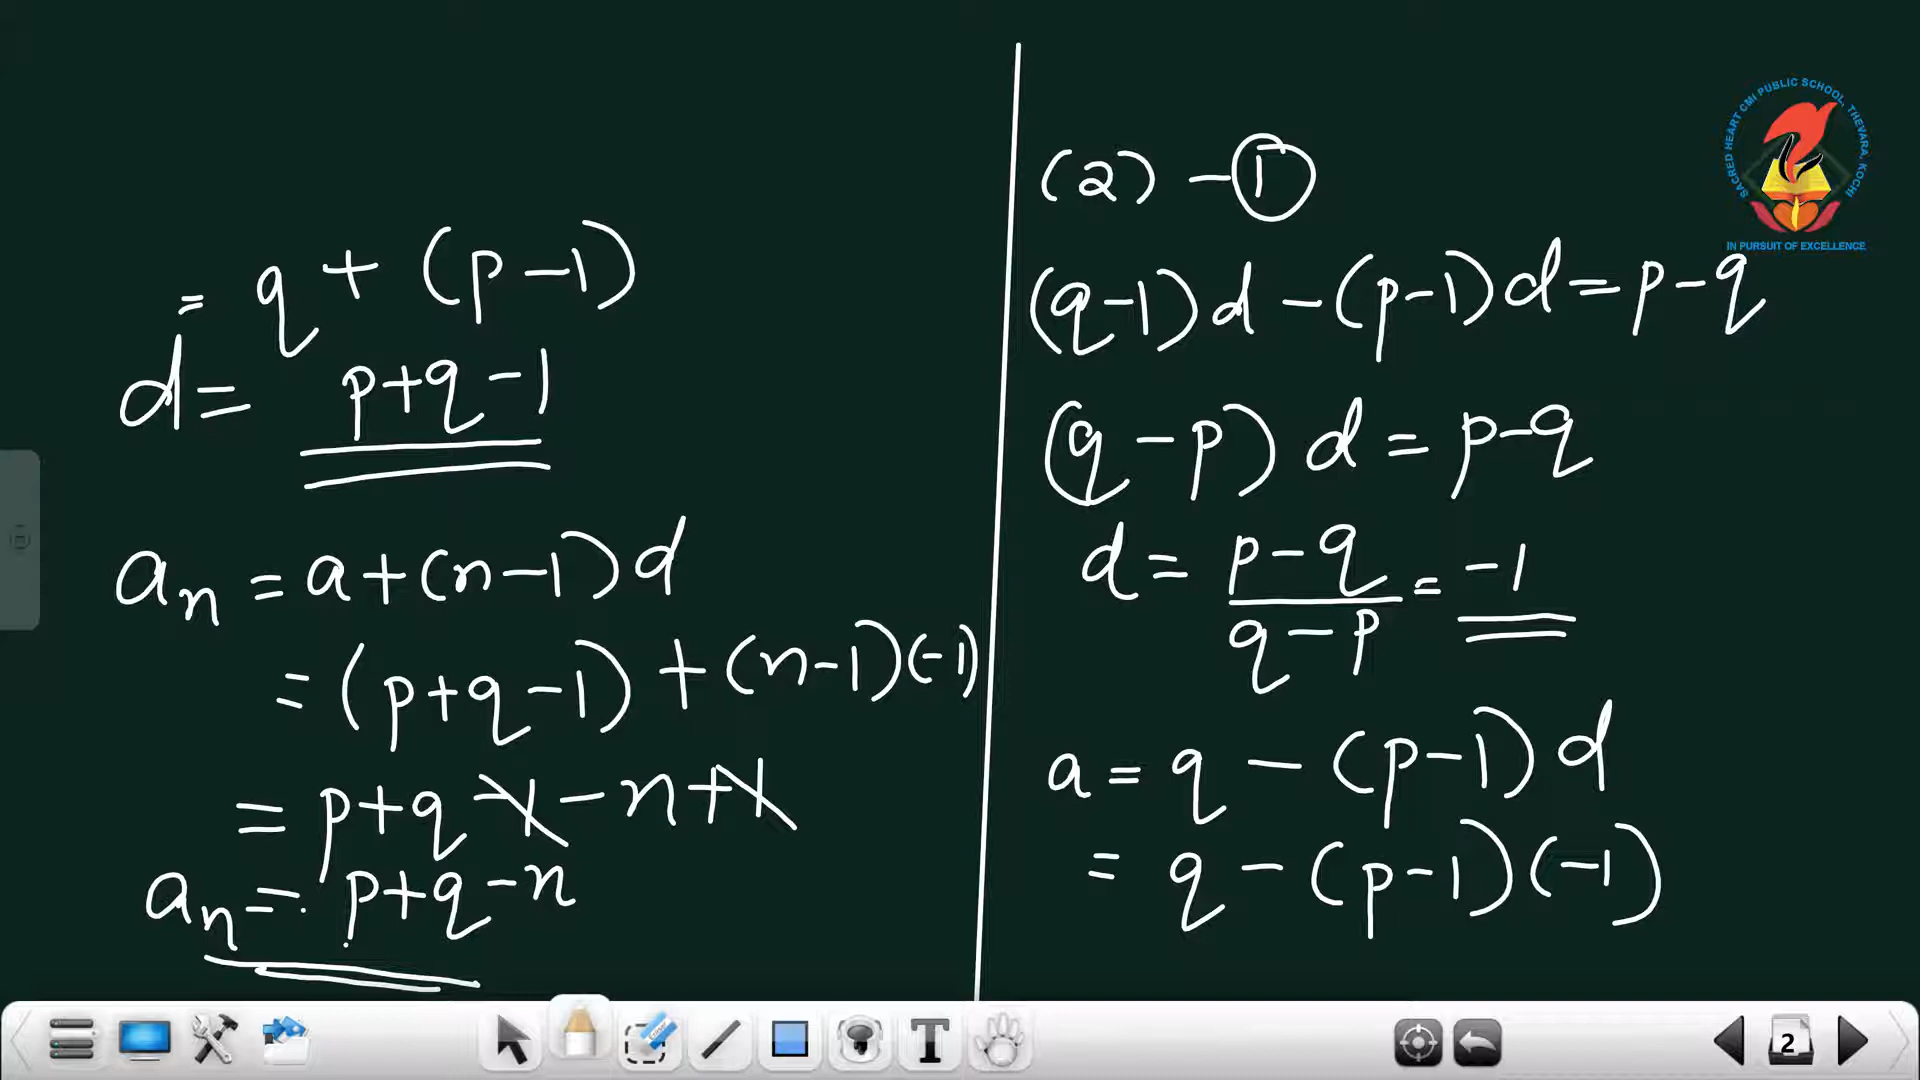 = q + (p-1)
d = p+q-1
aₙ = a+(n-1)d
= (p+q-1)+(n-1)(-1)
= p+q-1-n+1
aₙ = p+q-n
(2) - ①
(q-1)d-(p-1)d=p-q
(q-p) d=p-q
d = p-q/q-p = -1
a = q - (p-1)d
= q - (p-1)(-1)
SACRED HEART CMI PUBLIC SCHOOL, THEVARA, KOCHI
IN PURSUIT OF EXCELLENCE
T
2